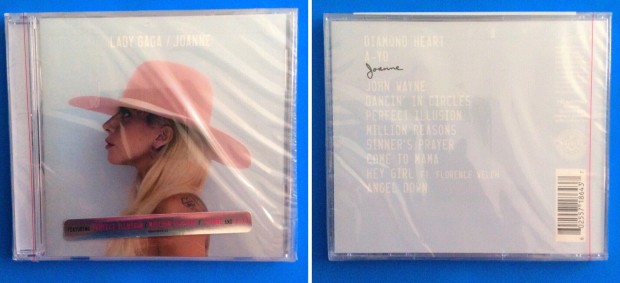 LADY GAGA / JOANNE
DIAMOND HEART
A-YO
Joanne
JOHN WAYNE
DANCIN' IN CIRCLES
PERFECT ILLUSION
MILLION REASONS
SINNER'S PRAYER
COME TO MAMA
HEY GIRL FT. FLORENCE WELCH
ANGEL DOWN